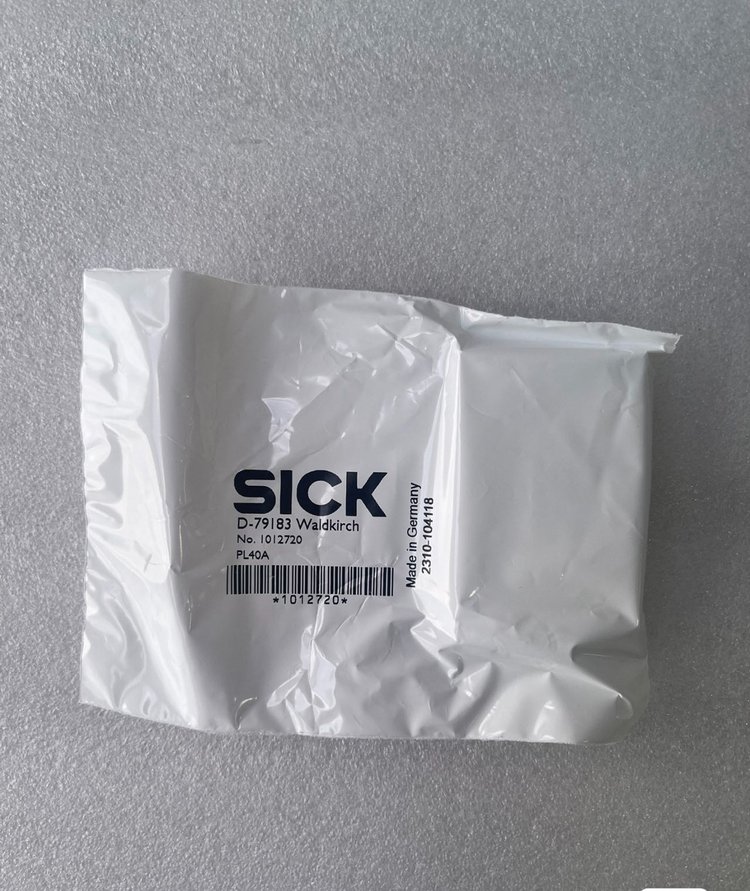 SICK
D-79183 Waldkirch
No. 1012720
PL40A
*1012720*
Made in Germany
2310-104118